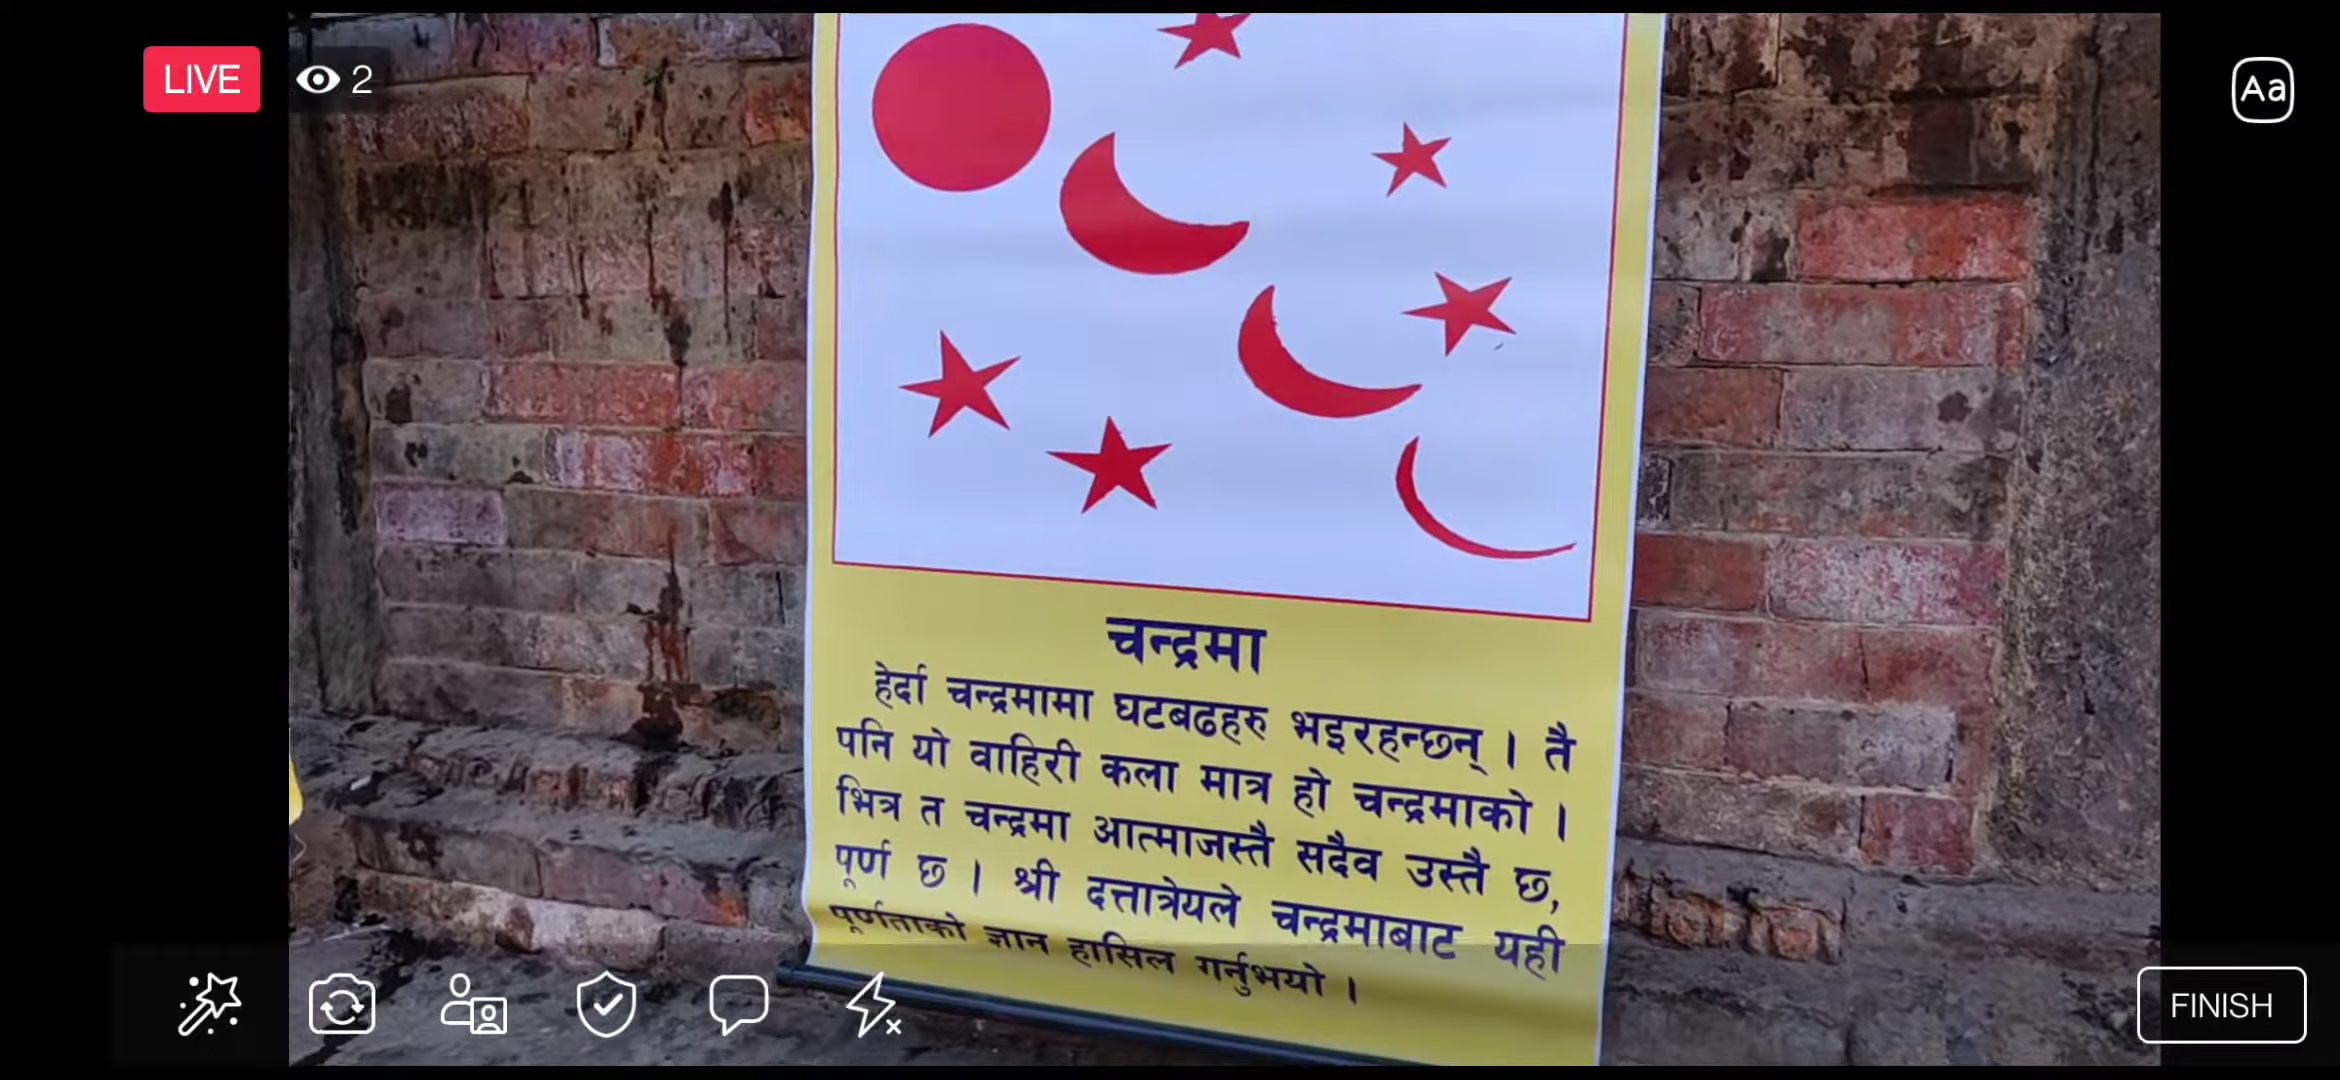 LIVE 2
Aa
चन्द्रमा
हेर्दा चन्द्रमामा घटबढहरु भइरहन्छन् । तै
पनि यो वाहिरी कला मात्र हो चन्द्रमाको ।
भित्र त चन्द्रमा आत्माजस्तै सदैव उस्तै छ,
पूर्ण छ । श्री दत्तात्रेयले चन्द्रमाबाट यही
पूर्णताको ज्ञान हासिल गर्नुभयो ।
FINISH